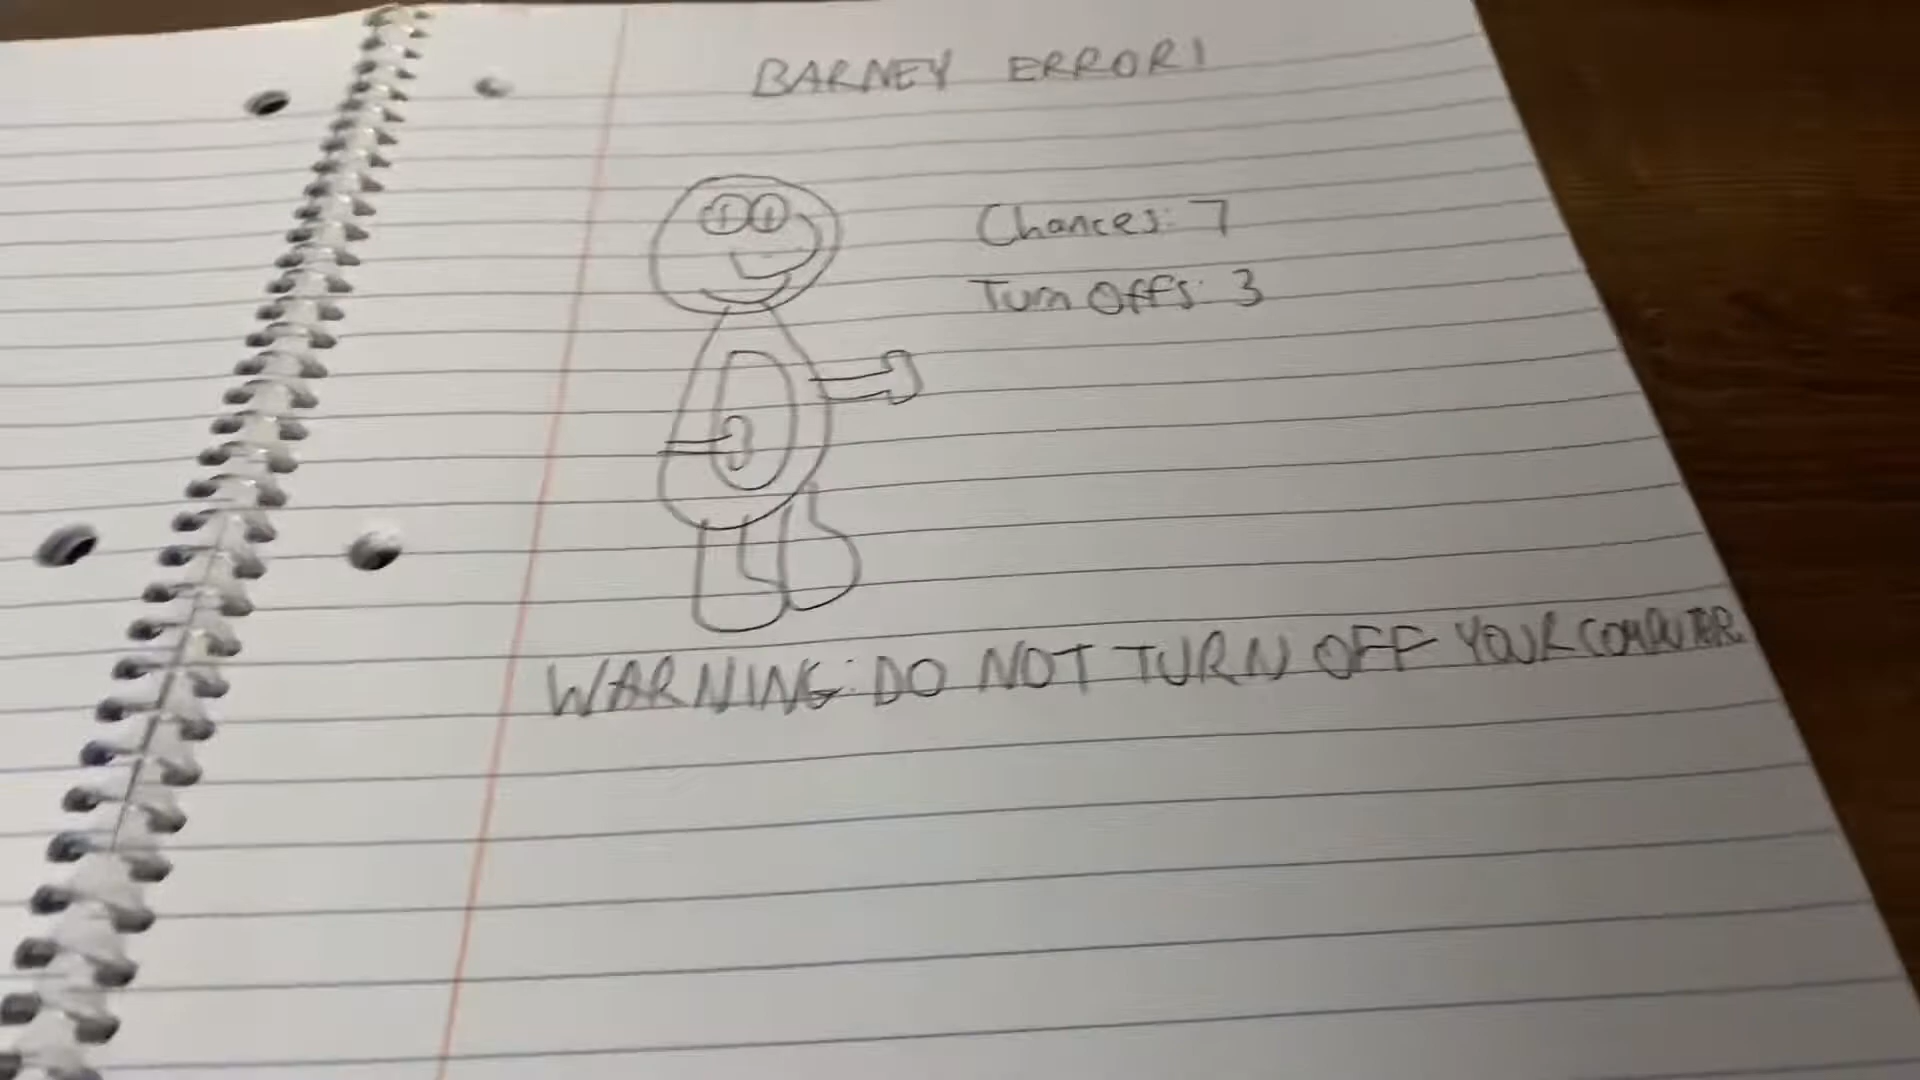 BARNEY ERROR!
Chances: 7
Turn Offs: 3
WARNING: DO NOT TURN OFF YOUR COMPUTER